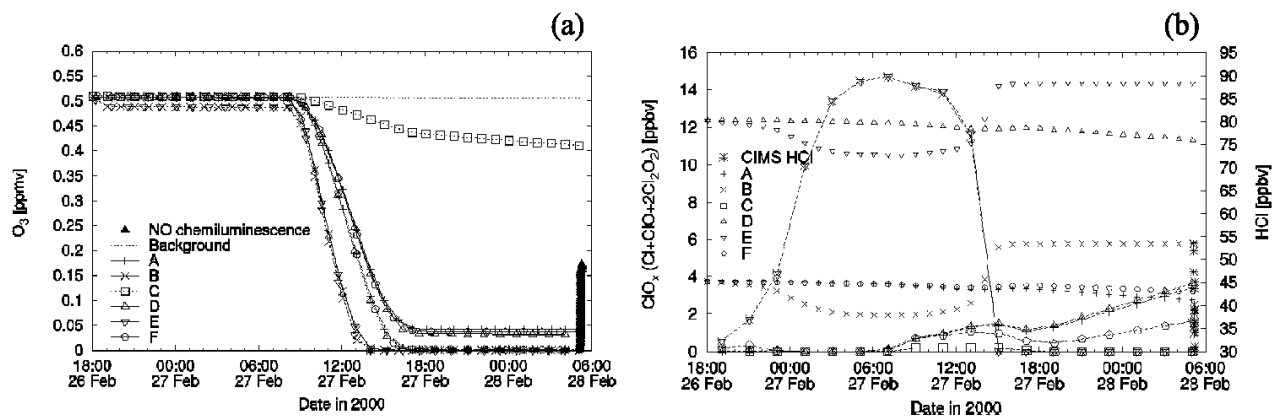 (a)
0.6
0.55
0.5
0.45
0.4
0.35
0.3
0.25
0.2
0.15
0.1
0.05
0
O3 [ppmv]
NO chemiluminescence
Background
A
B
C
D
E
F
18:00 00:00 06:00 12:00 18:00 00:00 06:00
26 Feb 27 Feb 27 Feb 27 Feb 27 Feb 28 Feb 28 Feb
Date in 2000
(b)
16
14
12
10
8
6
4
2
0
ClOx (Cl+ClO+2Cl2O2) [ppbv]
CIMS HCl
A
B
C
D
E
F
95
90
85
80
75
70
65
60
55
50
45
40
35
30
HCl [ppbv]
18:00 00:00 06:00 12:00 18:00 00:00 06:00
26 Feb 27 Feb 27 Feb 27 Feb 27 Feb 28 Feb 28 Feb
Date in 2000